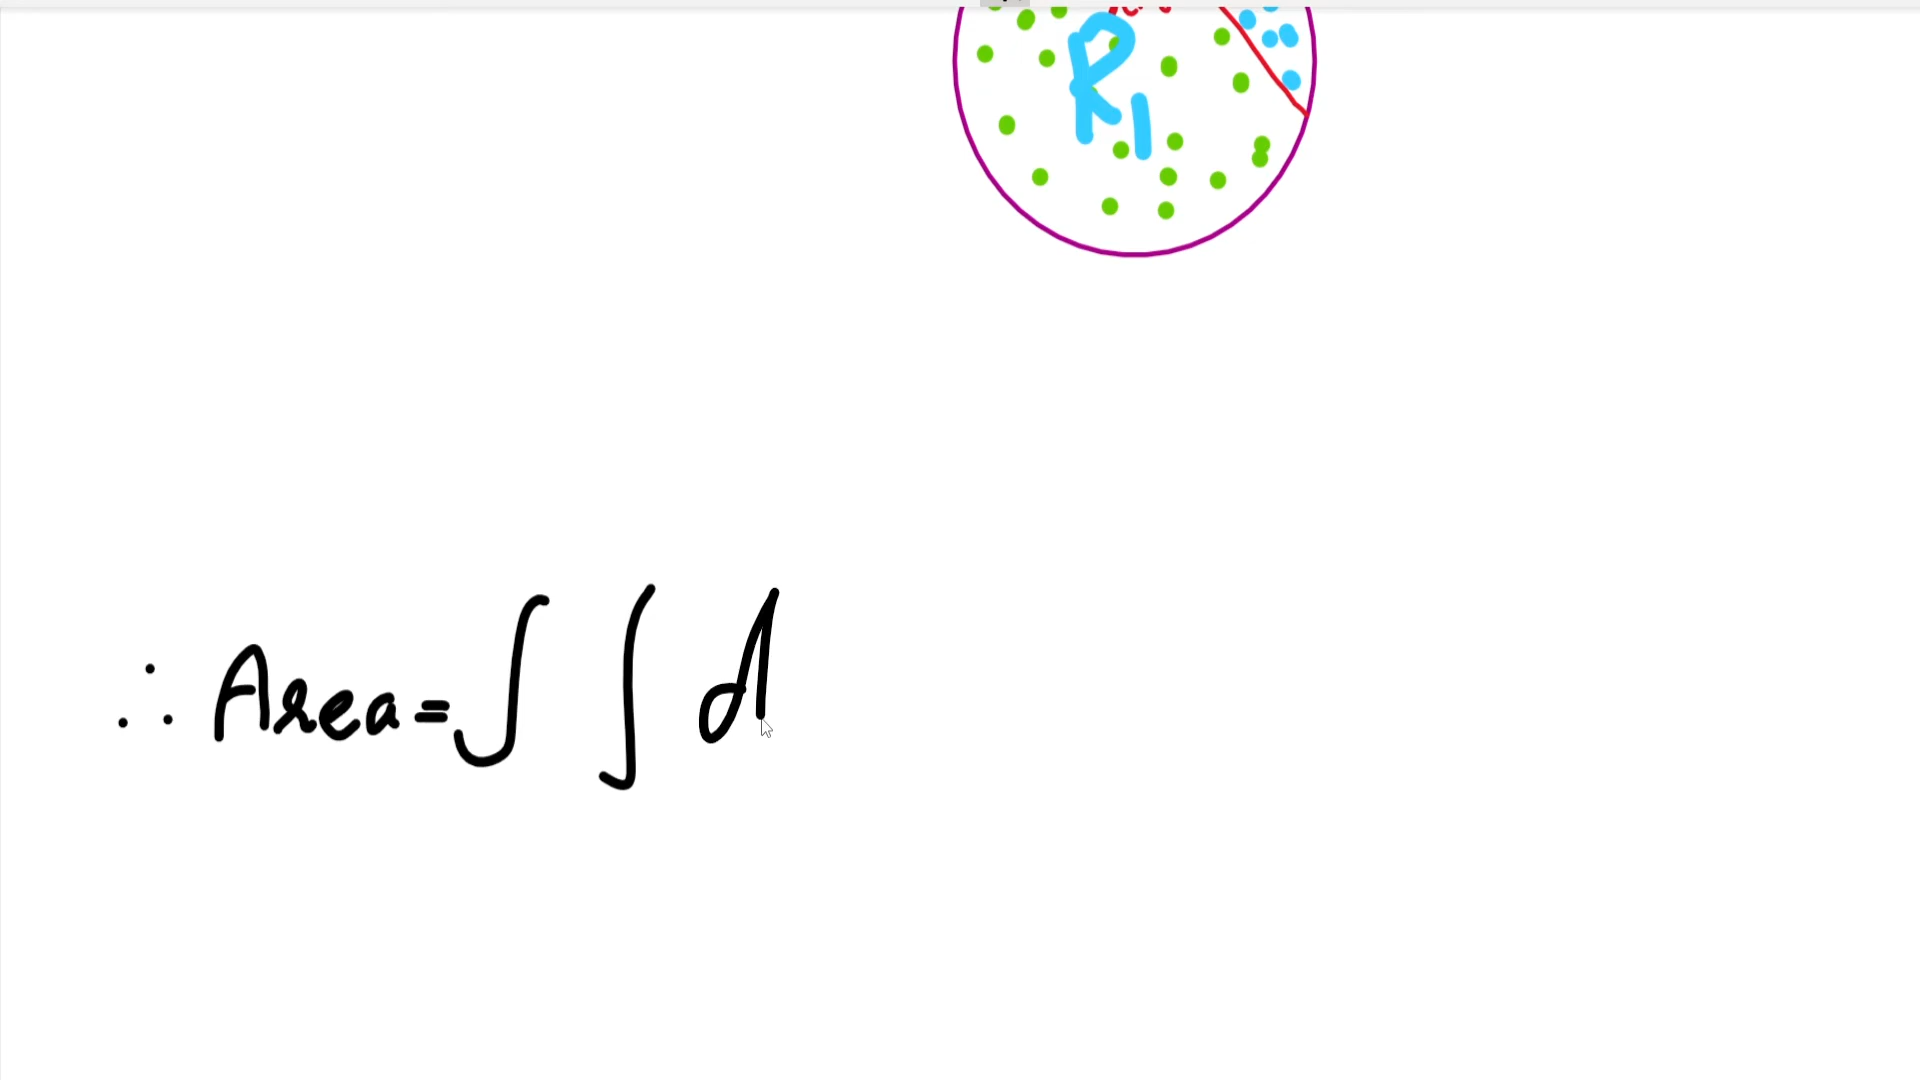 R1
∴ Area = ∫ ∫ d